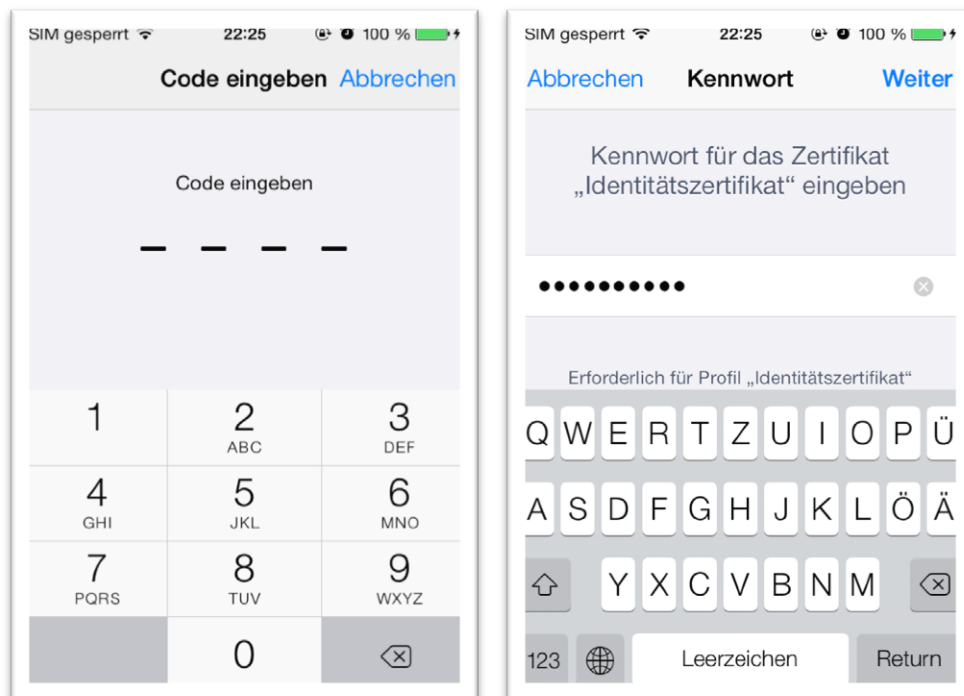 SIM gesperrt 22:25 100 %
Code eingeben Abbrechen
Code eingeben
1 2 3
ABC DEF
4 5 6
GHI JKL MNO
7 8 9
PQRS TUV WXYZ
0
SIM gesperrt 22:25 100 %
Abbrechen Kennwort Weiter
Kennwort für das Zertifikat
„Identitätszertifikat“ eingeben
Erforderlich für Profil „Identitätszertifikat“
Q W E R T Z U I O P Ü
A S D F G H J K L Ö Ä
Y X C V B N M
123 Leerzeichen Return